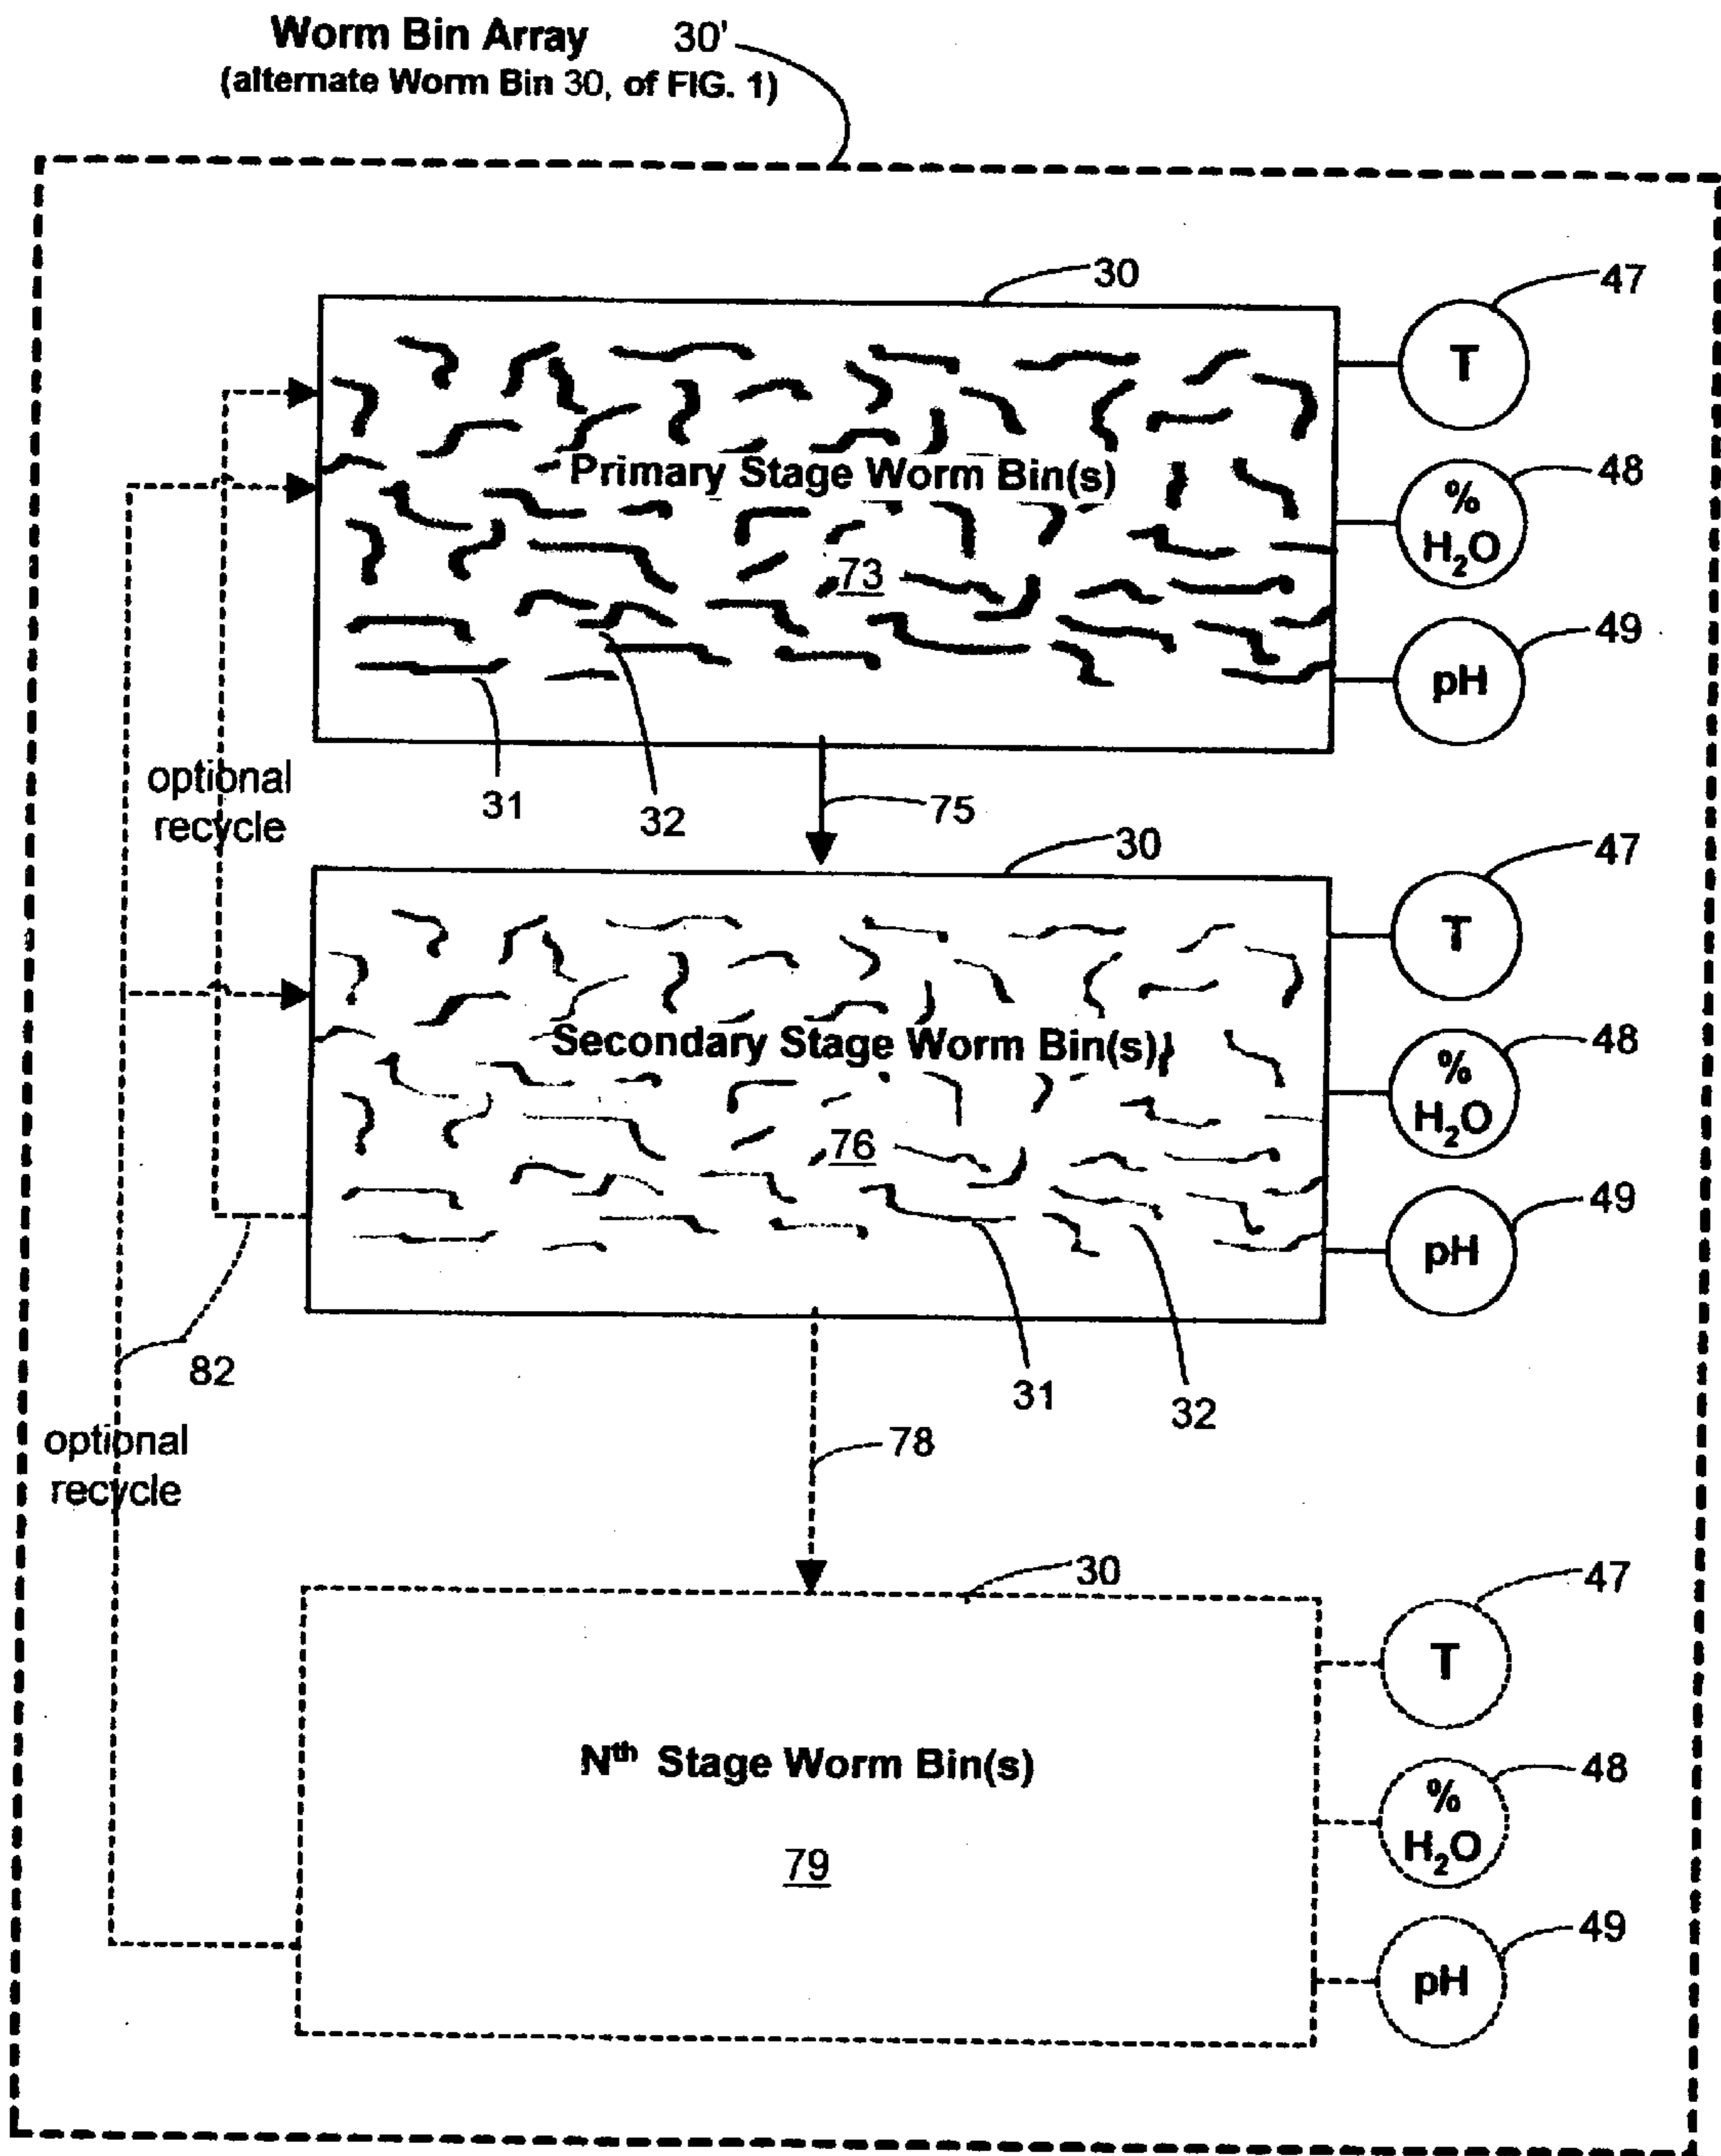 Worm Bin Array 30'
(alternate Worm Bin 30, of FIG. 1)
30
47
T
Primary Stage Worm Bin(s)
48
%
H₂O
73
49
pH
optional
recycle
31
32
75
30
47
T
Secondary Stage Worm Bin(s)
48
%
H₂O
76
49
pH
82
31
32
optional
recycle
78
30
47
T
Nth Stage Worm Bin(s)
48
%
H₂O
79
49
pH